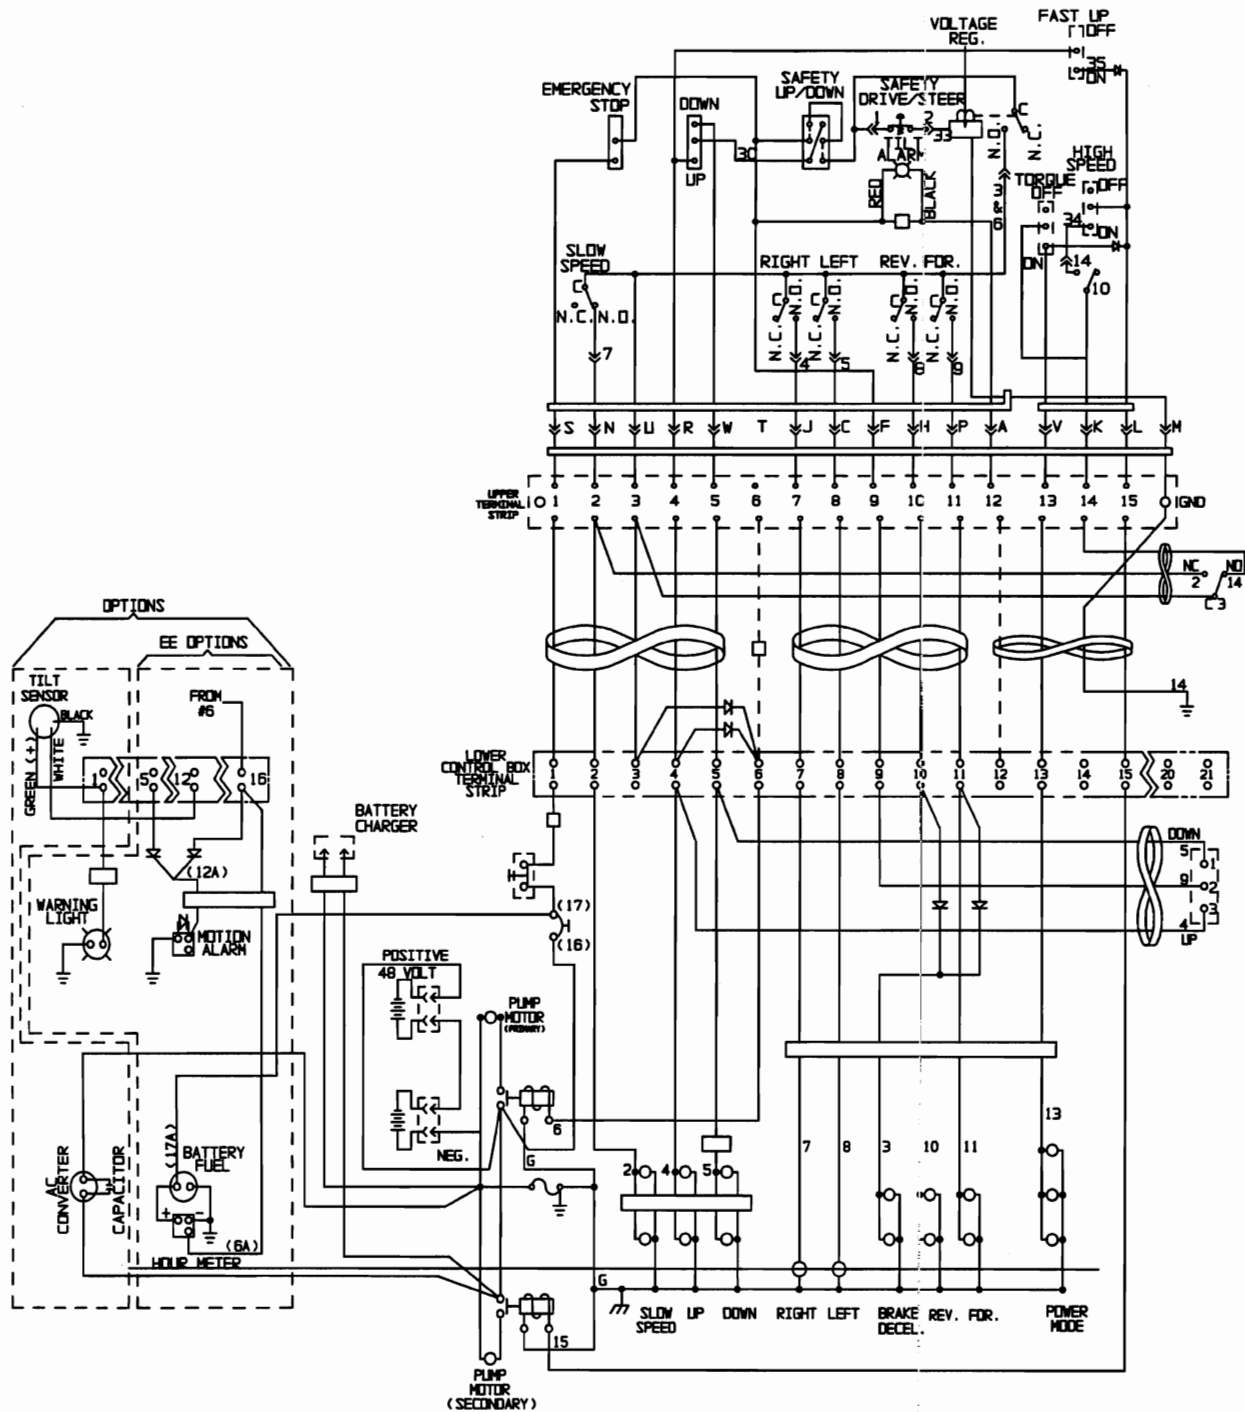 FAST UP
OFF
VOLTAGE
REG.
35
ON
SAFETY
UP/DOWN
SAFETY
DRIVE/STEER
EMERGENCY
STOP
DOWN
C
1
2
33
N.O.
N.C.
TILT
ALARM
30
UP
HIGH
SPEED
OFF
TORQUE
OFF
RED
BLACK
3
&
6
34
ON
SLOW
SPEED
RIGHT
LEFT
REV.
FOR.
ON
14
10
C
N.C.
N.O.
C
N.O.
N.C.
C
N.O.
N.C.
C
N.O.
N.C.
C
N.O.
N.C.
7
4
5
8
9
S
N
U
R
W
T
J
C
F
H
P
A
V
K
L
M
UPPER
TERMINAL
STRIP
1
2
3
4
5
6
7
8
9
10
11
12
13
14
15
GND
NC
2
NO
14
C
3
OPTIONS
EE OPTIONS
TILT
SENSOR
BLACK
FROM
#6
14
GREEN (+)
WHITE
1
5
12
16
LOWER
CONTROL BOX
TERMINAL
STRIP
1
2
3
4
5
6
7
8
9
10
11
12
13
14
15
20
21
BATTERY
CHARGER
DOWN
5
1
9
2
3
4
UP
(12A)
WARNING
LIGHT
MOTION
ALARM
(17)
(16)
POSITIVE
48 VOLT
PUMP
MOTOR
(PRIMARY)
6
NEG.
G
13
7
8
3
10
11
(17A)
BATTERY
FUEL
2
4
5
AC
CONVERTER
CAPACITOR
+
-
(6A)
HOUR METER
G
SLOW
SPEED
UP
DOWN
RIGHT
LEFT
BRAKE
DECEL.
REV.
FOR.
POWER
MODE
15
PUMP
MOTOR
(SECONDARY)